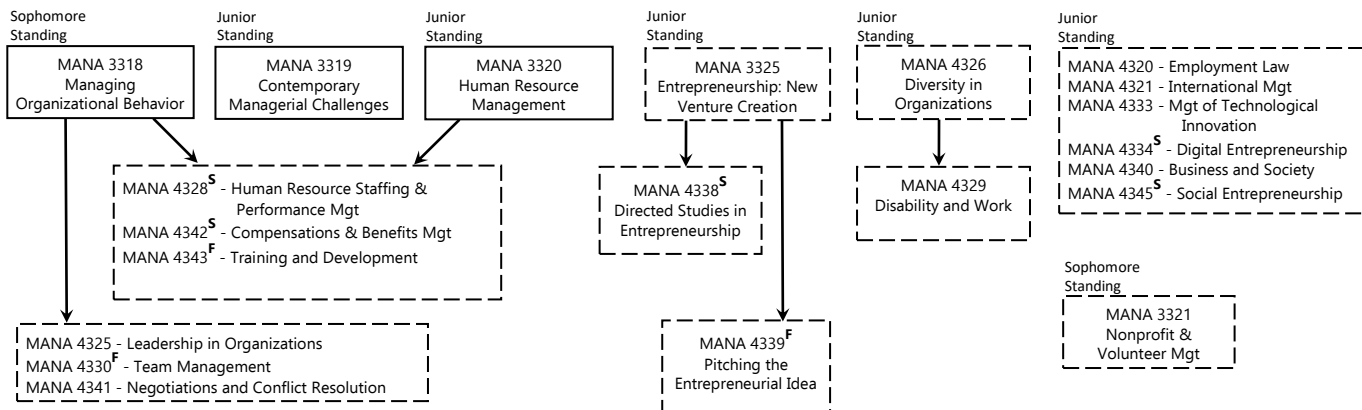 Sophomore
Standing
MANA 3318
Managing
Organizational Behavior
Junior
Standing
MANA 3319
Contemporary
Managerial Challenges
Junior
Standing
MANA 3320
Human Resource
Management
Junior
Standing
MANA 3325
Entrepreneurship: New
Venture Creation
Junior
Standing
MANA 4326
Diversity in
Organizations
Junior
Standing
MANA 4320 - Employment Law
MANA 4321 - International Mgt
MANA 4333 - Mgt of Technological
Innovation
MANA 4334S - Digital Entrepreneurship
MANA 4340 - Business and Society
MANA 4345S - Social Entrepreneurship
MANA 4328S - Human Resource Staffing &
Performance Mgt
MANA 4342S - Compensations & Benefits Mgt
MANA 4343F - Training and Development
MANA 4338S
Directed Studies in
Entrepreneurship
MANA 4329
Disability and Work
Sophomore
Standing
MANA 3321
Nonprofit &
Volunteer Mgt
MANA 4325 - Leadership in Organizations
MANA 4330F - Team Management
MANA 4341 - Negotiations and Conflict Resolution
MANA 4339F
Pitching the
Entrepreneurial Idea